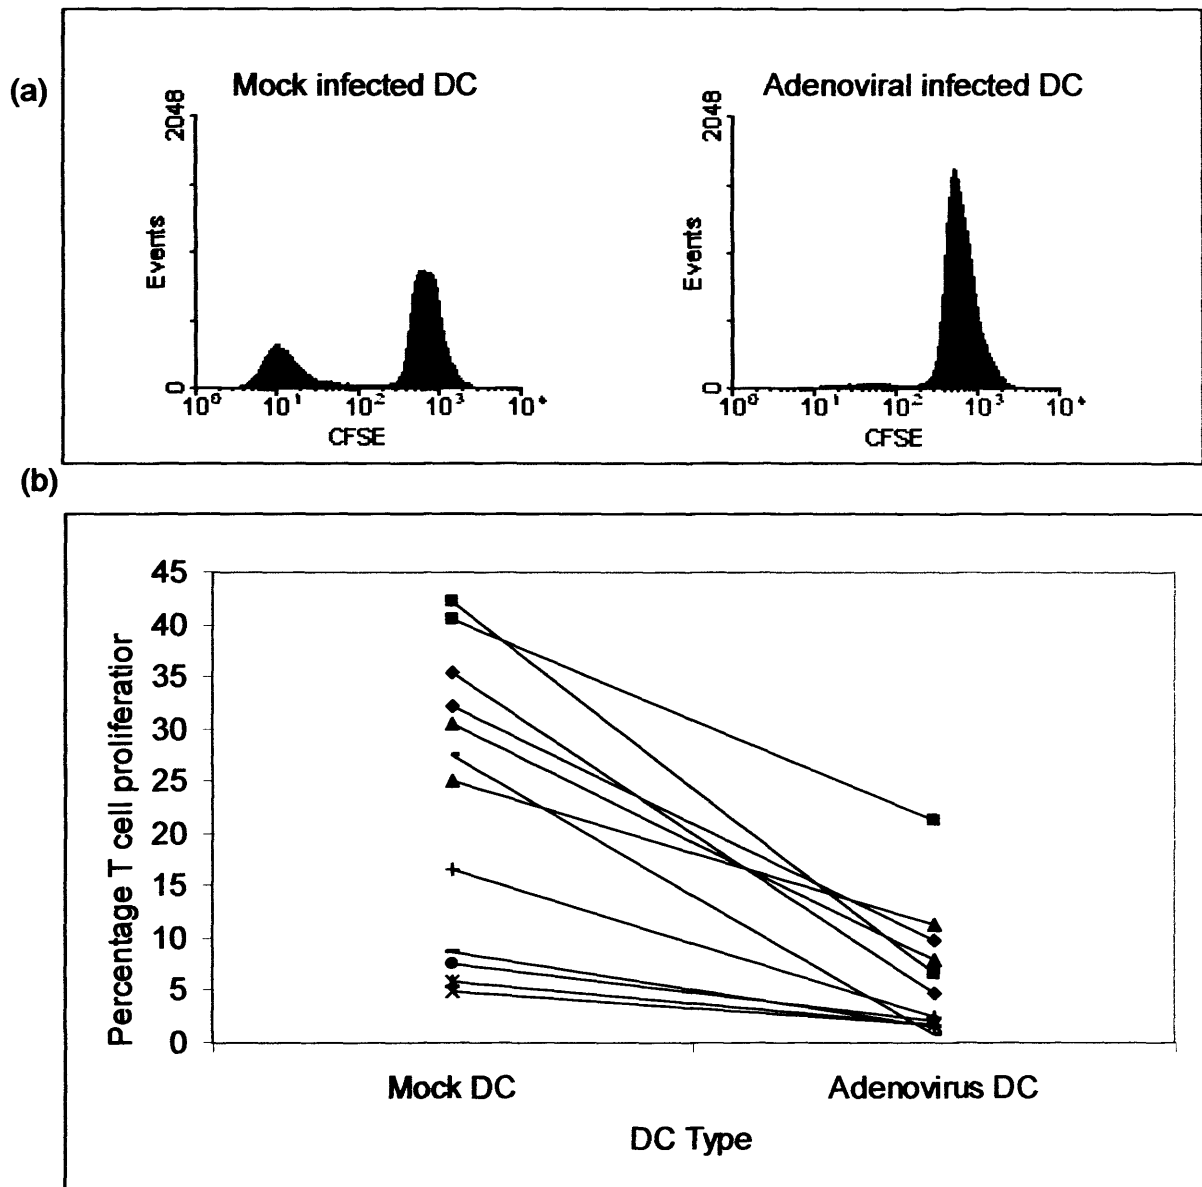 (a)
Mock infected DC
Adenoviral infected DC
2048
Events
0
10⁰ 10¹ 10² 10³ 10⁴
CFSE
2048
Events
0
10⁰ 10¹ 10² 10³ 10⁴
CFSE
(b)
Percentage T cell proliferatior
45
40
35
30
25
20
15
10
5
0
Mock DC
Adenovirus DC
DC Type